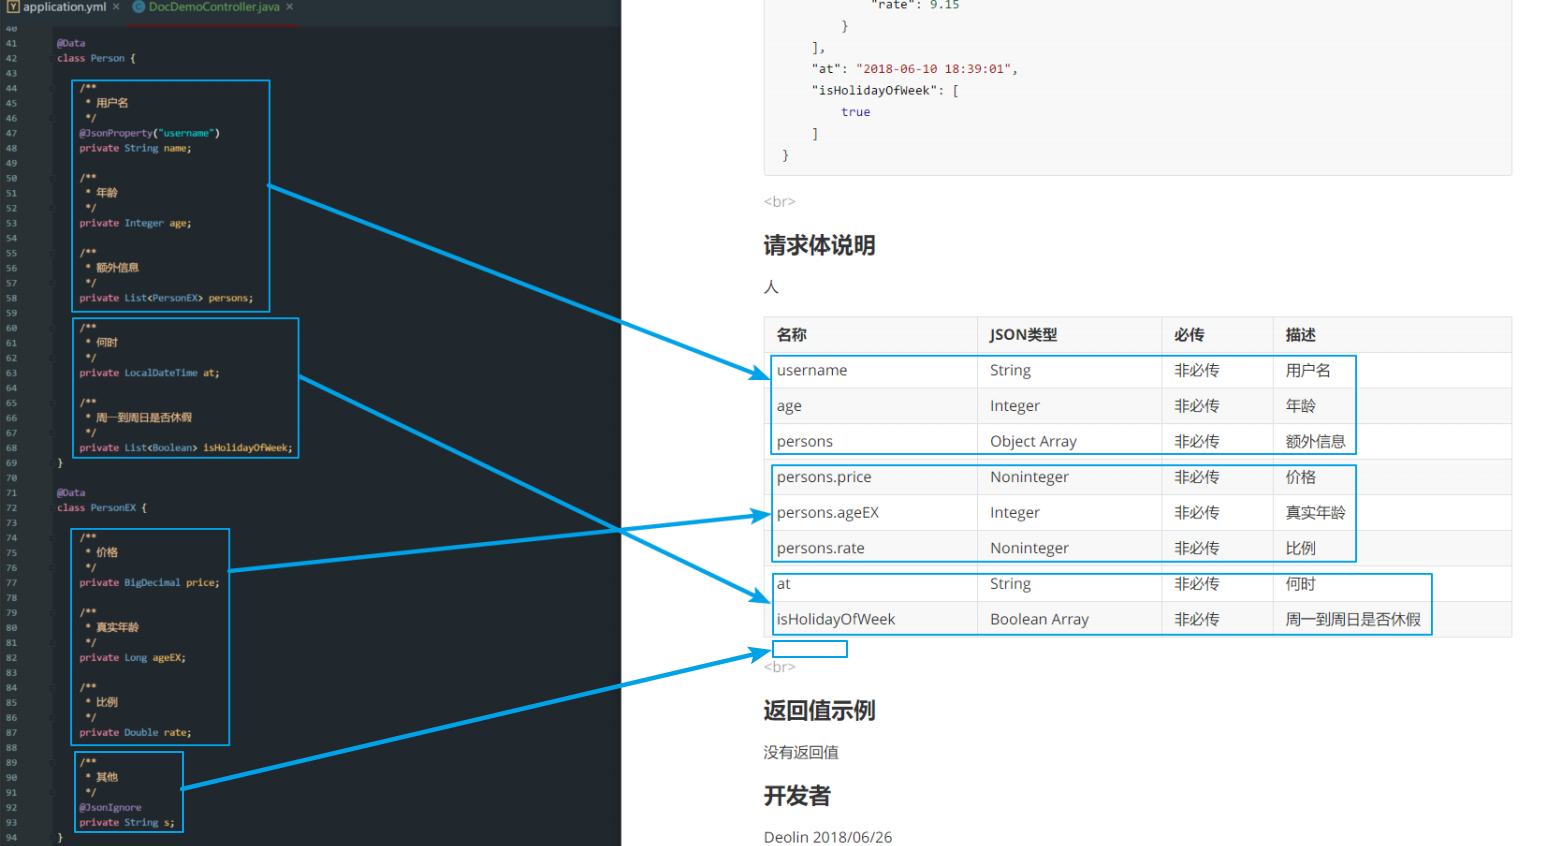 application.yml × DocDemoController.java ×
40
41 @Data
42 class Person {
43
44 /**
45 * 用户名
46 */
47 @JsonProperty("username")
48 private String name;
49
50 /**
51 * 年龄
52 */
53 private Integer age;
54
55 /**
56 * 额外信息
57 */
58 private List<PersonEX> persons;
59
60 /**
61 * 何时
62 */
63 private LocalDateTime at;
64
65 /**
66 * 周一到周日是否休假
67 */
68 private List<Boolean> isHolidayOfWeek;
69 }
70
71 @Data
72 class PersonEX {
73
74 /**
75 * 价格
76 */
77 private BigDecimal price;
78
79 /**
80 * 真实年龄
81 */
82 private Long ageEX;
83
84 /**
85 * 比例
86 */
87 private Double rate;
88
89 /**
90 * 其他
91 */
92 @JsonIgnore
93 private String s;
94 }
"rate": 9.15
}
],
"at": "2018-06-10 18:39:01",
"isHolidayOfWeek": [
true
]
}
<br>
请求体说明
人
名称 JSON类型 必传 描述
username String 非必传 用户名
age Integer 非必传 年龄
persons Object Array 非必传 额外信息
persons.price Noninteger 非必传 价格
persons.ageEX Integer 非必传 真实年龄
persons.rate Noninteger 非必传 比例
at String 非必传 何时
isHolidayOfWeek Boolean Array 非必传 周一到周日是否休假
<br>
返回值示例
没有返回值
开发者
Deolin 2018/06/26